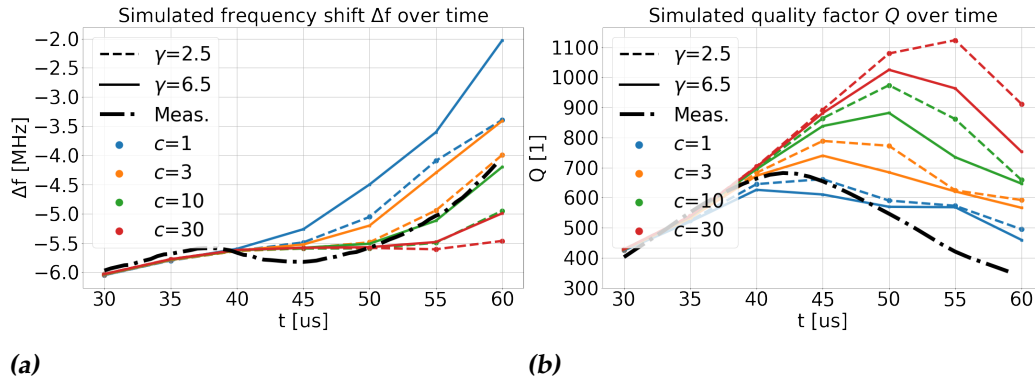 Simulated frequency shift Δf over time
Δf [MHz]
−2.0
−2.5
−3.0
−3.5
−4.0
−4.5
−5.0
−5.5
−6.0
γ=2.5
γ=6.5
Meas.
c=1
c=3
c=10
c=30
30 35 40 45 50 55 60
t [us]
(a)
Simulated quality factor Q over time
Q [1]
1100
1000
900
800
700
600
500
400
300
γ=2.5
γ=6.5
Meas.
c=1
c=3
c=10
c=30
30 35 40 45 50 55 60
t [us]
(b)